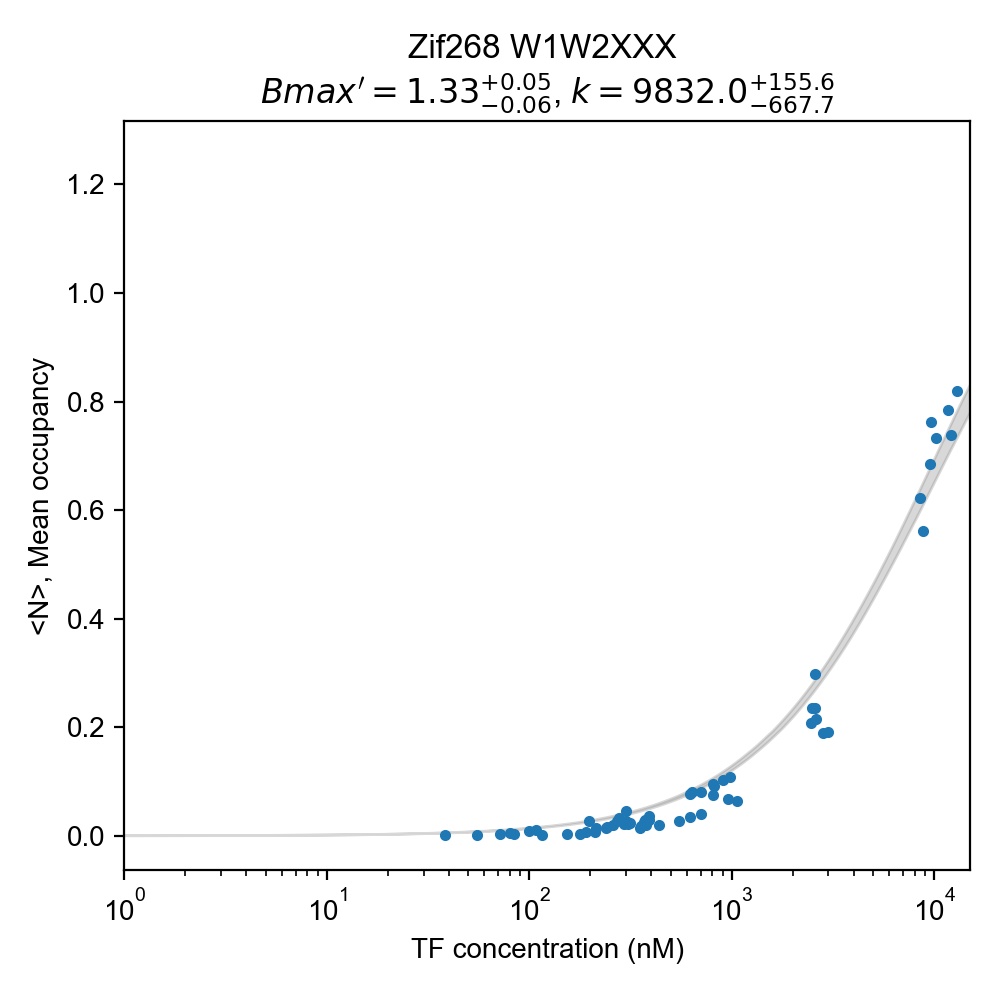 Zif268 W1W2XXX
Bmax′ = 1.33+0.05−0.06, k = 9832.0+155.6−667.7
1.2
1.0
0.8
0.6
0.4
0.2
0.0
<N>, Mean occupancy
10^0 10^1 10^2 10^3 10^4
TF concentration (nM)